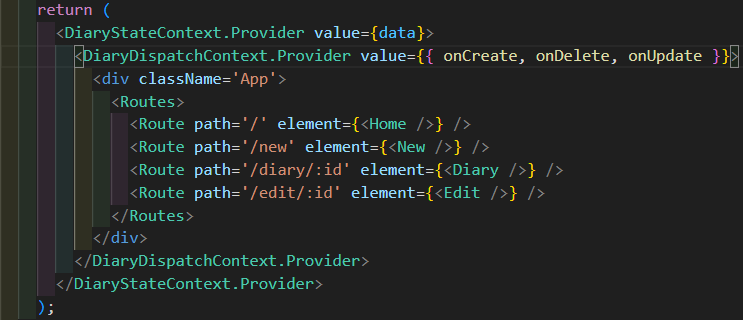 return (
<DiaryStateContext.Provider value={data}>
<DiaryDispatchContext.Provider value={{ onCreate, onDelete, onUpdate }}>
<div className='App'>
<Routes>
<Route path='/' element={<Home />} />
<Route path='/new' element={<New />} />
<Route path='/diary/:id' element={<Diary />} />
<Route path='/edit/:id' element={<Edit />} />
</Routes>
</div>
</DiaryDispatchContext.Provider>
</DiaryStateContext.Provider>
);